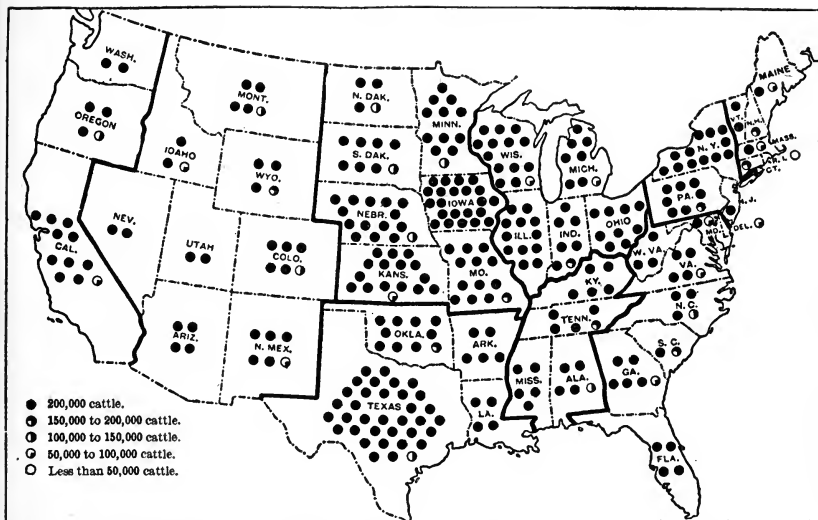 WASH.
OREGON
CAL.
IDAHO
NEV.
MONT.
WYO.
UTAH
COLO.
ARIZ.
N. MEX.
N. DAK.
S. DAK.
NEBR.
KANS.
OKLA.
TEXAS
MINN.
IOWA
MO.
ARK.
LA.
WIS.
MICH.
ILL.
IND.
OHIO
KY.
TENN.
MISS.
ALA.
GA.
FLA.
S. C.
N. C.
VA.
W. VA.
PA.
N. Y.
VT.
N.H.
MAINE
MASS.
R. I.
CT.
N. J.
DEL.
MD.
200,000 cattle.
150,000 to 200,000 cattle.
100,000 to 150,000 cattle.
50,000 to 100,000 cattle.
Less than 50,000 cattle.